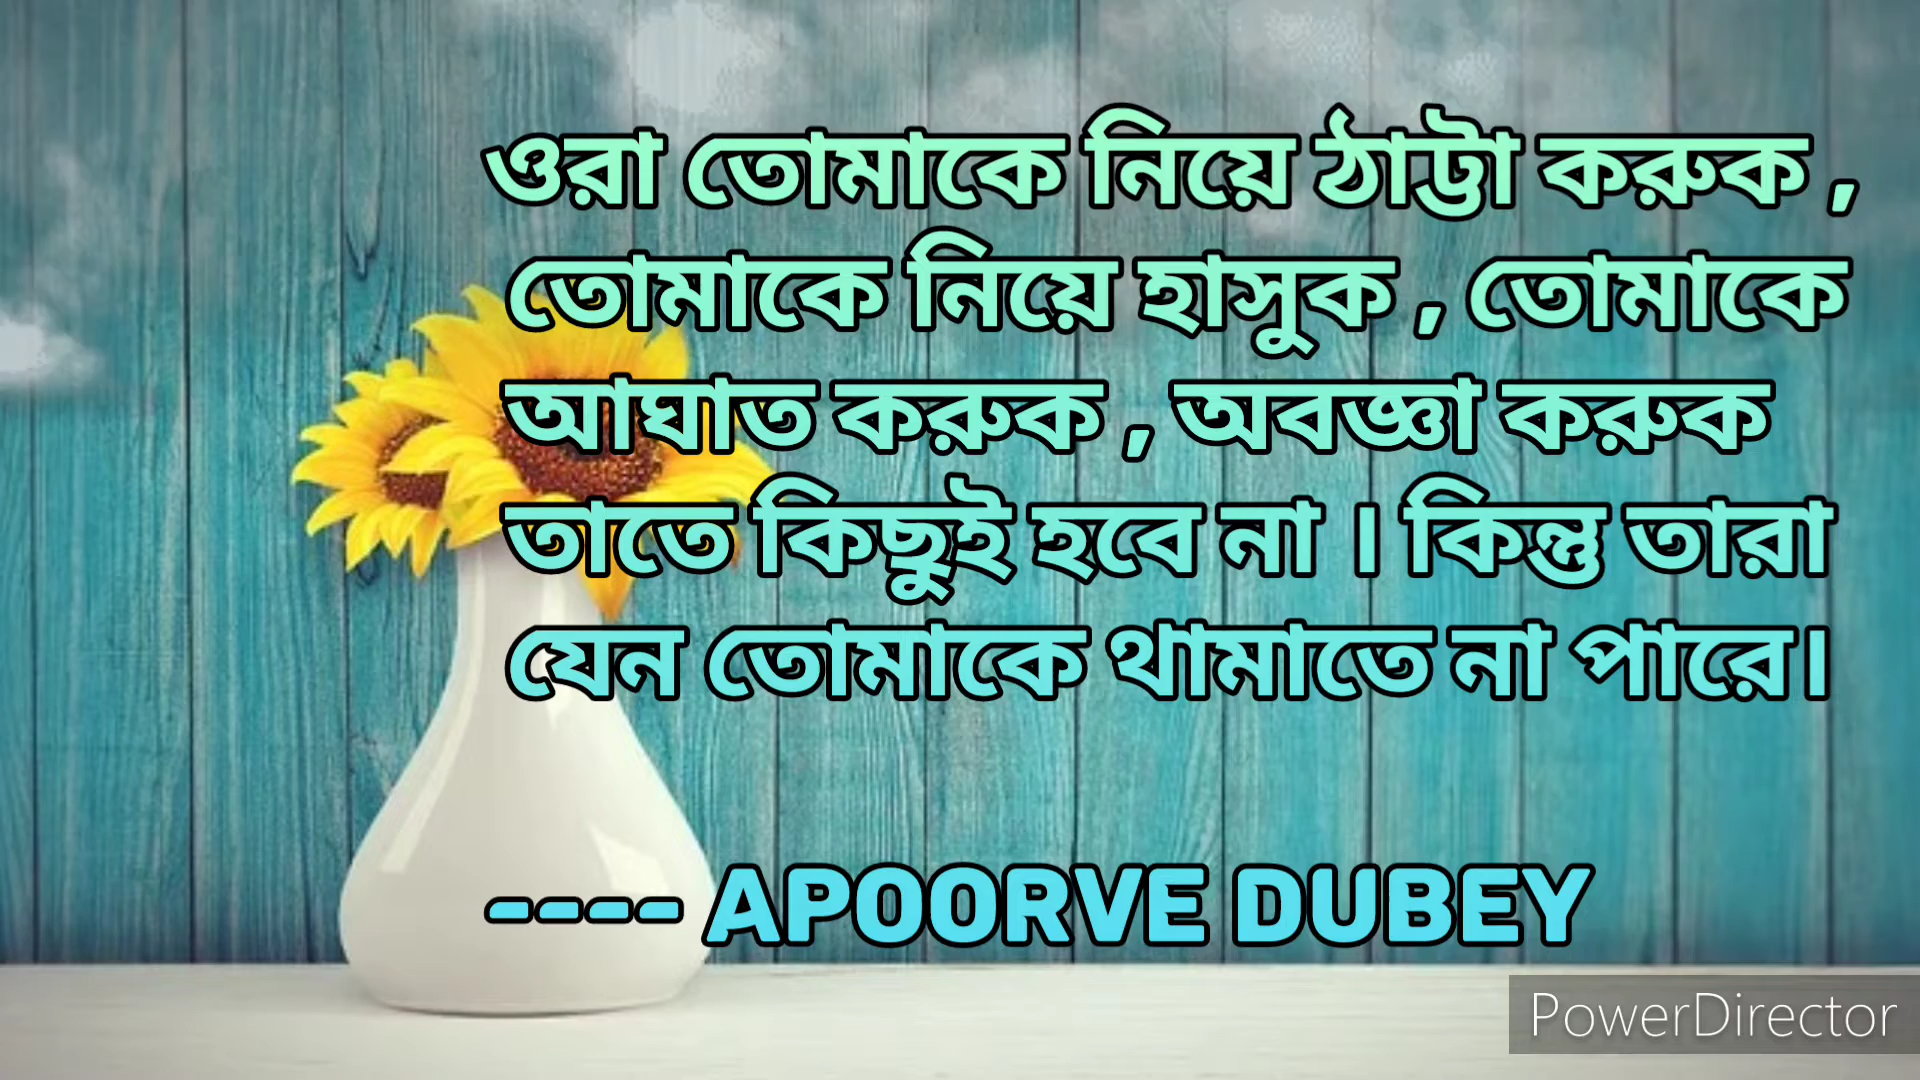 ওরা তোমাকে নিয়ে ঠাট্টা করুক ,
তোমাকে নিয়ে হাসুক , তোমাকে
আঘাত করুক , অবজ্ঞা করুক
তাতে কিছুই হবে না । কিন্তু তারা
যেন তোমাকে থামাতে না পারে।
---- APOORVE DUBEY
PowerDirector